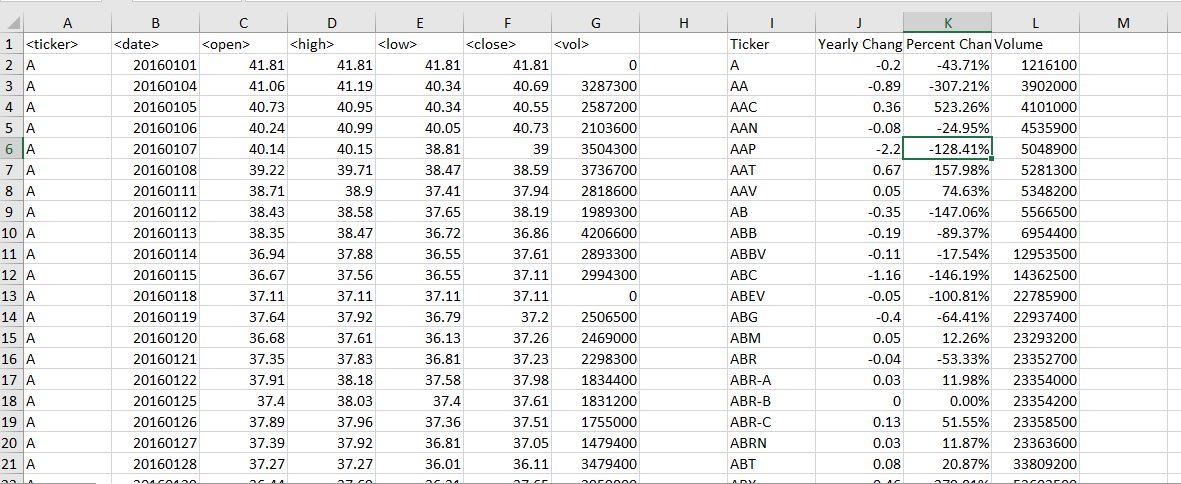 A B C D E F G H I J K L M
1 <ticker> <date> <open> <high> <low> <close> <vol> Ticker Yearly Chang Percent Chan Volume
2 A 20160101 41.81 41.81 41.81 41.81 0 A -0.2 -43.71% 1216100
3 A 20160104 41.06 41.19 40.34 40.69 3287300 AA -0.89 -307.21% 3902000
4 A 20160105 40.73 40.95 40.34 40.55 2587200 AAC 0.36 523.26% 4101000
5 A 20160106 40.24 40.99 40.05 40.73 2103600 AAN -0.08 -24.95% 4535900
6 A 20160107 40.14 40.15 38.81 39 3504300 AAP -2.2 -128.41% 5048900
7 A 20160108 39.22 39.71 38.47 38.59 3736700 AAT 0.67 157.98% 5281300
8 A 20160111 38.71 38.9 37.41 37.94 2818600 AAV 0.05 74.63% 5348200
9 A 20160112 38.43 38.58 37.65 38.19 1989300 AB -0.35 -147.06% 5566500
10 A 20160113 38.35 38.47 36.72 36.86 4206600 ABB -0.19 -89.37% 6954400
11 A 20160114 36.94 37.88 36.55 37.61 2893300 ABBV -0.11 -17.54% 12953500
12 A 20160115 36.67 37.56 36.55 37.11 2994300 ABC -1.16 -146.19% 14362500
13 A 20160118 37.11 37.11 37.11 37.11 0 ABEV -0.05 -100.81% 22785900
14 A 20160119 37.64 37.92 36.79 37.2 2506500 ABG -0.4 -64.41% 22937400
15 A 20160120 36.68 37.61 36.13 37.26 2469000 ABM 0.05 12.26% 23293200
16 A 20160121 37.35 37.83 36.81 37.23 2298300 ABR -0.04 -53.33% 23352700
17 A 20160122 37.91 38.18 37.58 37.98 1834400 ABR-A 0.03 11.98% 23354000
18 A 20160125 37.4 38.03 37.4 37.61 1831200 ABR-B 0 0.00% 23354200
19 A 20160126 37.89 37.96 37.36 37.51 1755000 ABR-C 0.13 51.55% 23358500
20 A 20160127 37.39 37.92 36.81 37.05 1479400 ABRN 0.03 11.87% 23363600
21 A 20160128 37.27 37.27 36.01 36.11 3479400 ABT 0.08 20.87% 33809200